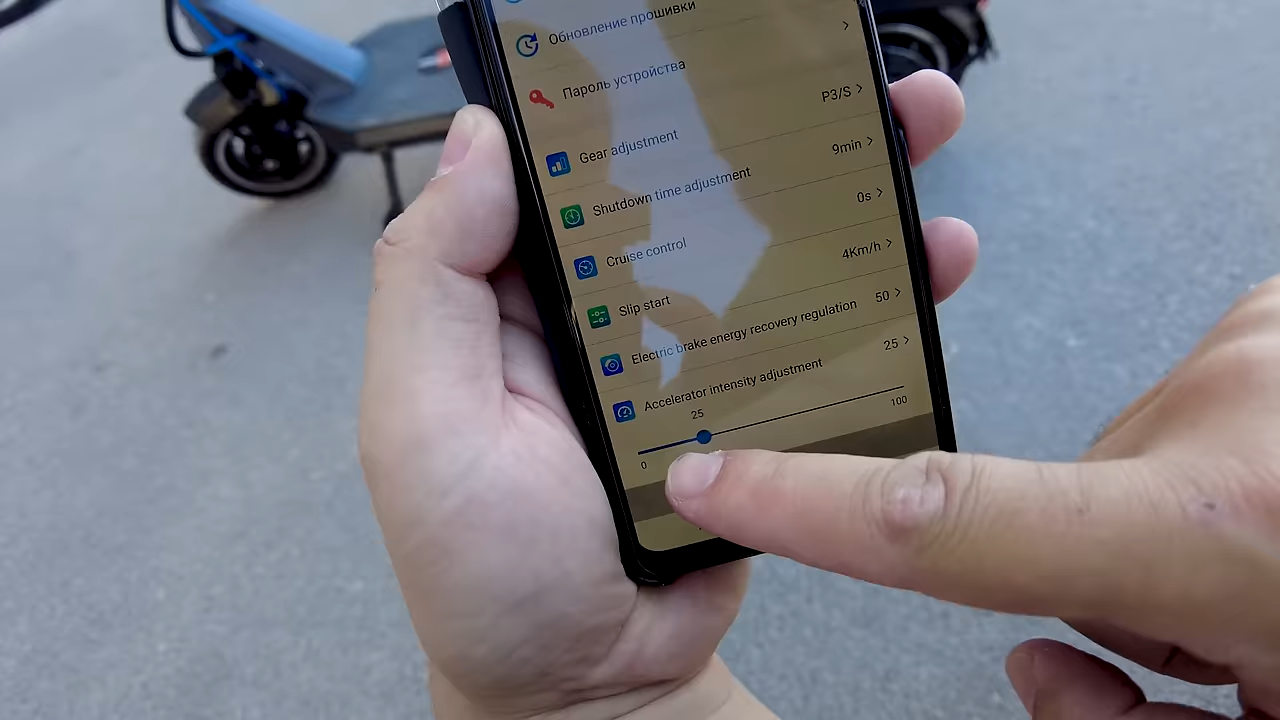 Обновление прошивки
Пароль устройства
Gear adjustment P3/S
Shutdown time adjustment 9min
Cruise control 0s
Slip start 4Km/h
Electric brake energy recovery regulation 50
Accelerator intensity adjustment 25
25
0 100